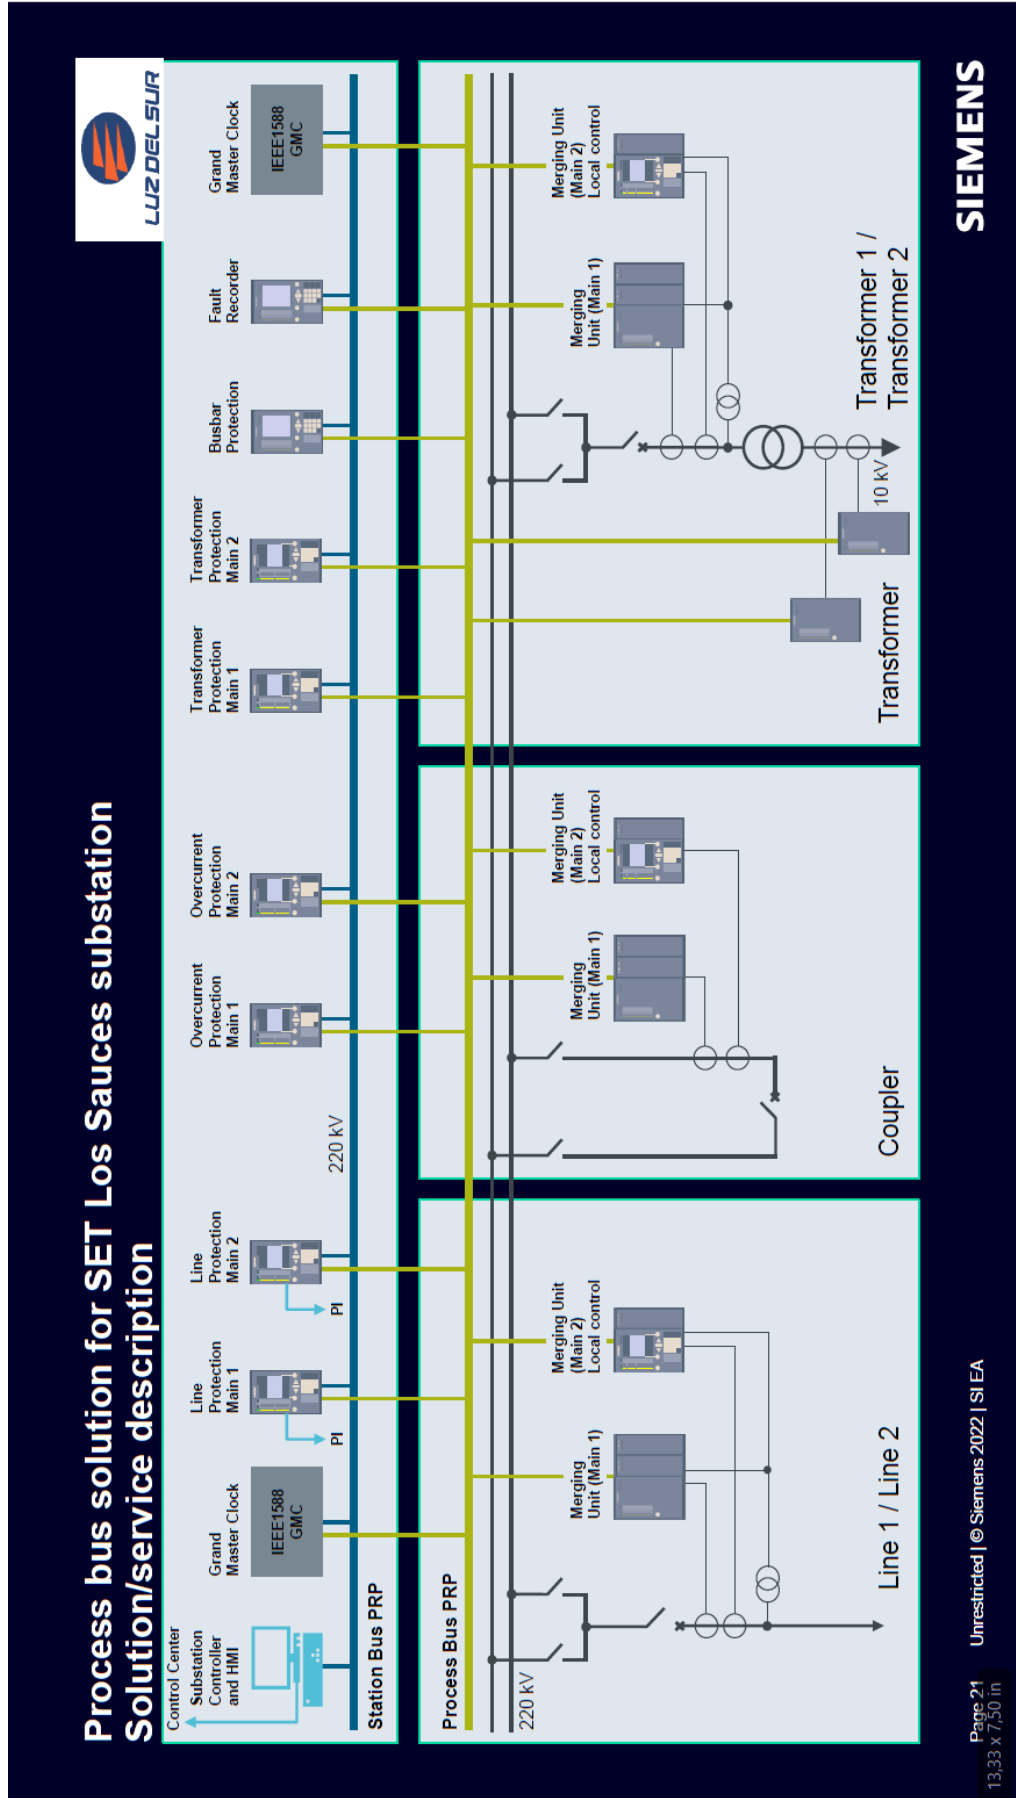 Process bus solution for SET Los Sauces substation
Solution/service description
LUZ DEL SUR
Control Center
Substation
Controller
and HMI
Grand
Master Clock
IEEE1588
GMC
Line
Protection
Main 1
PI
Line
Protection
Main 2
PI
220 kV
Overcurrent
Protection
Main 1
Overcurrent
Protection
Main 2
Transformer
Protection
Main 1
Transformer
Protection
Main 2
Busbar
Protection
Fault
Recorder
Grand
Master Clock
IEEE1588
GMC
Station Bus PRP
Process Bus PRP
220 kV
Merging
Unit (Main 1)
Merging Unit
(Main 2)
Local control
Line 1 / Line 2
Merging
Unit (Main 1)
Merging Unit
(Main 2)
Local control
Coupler
Merging
Unit (Main 1)
Merging Unit
(Main 2)
Local control
10 kV
Transformer
Transformer 1 /
Transformer 2
Page 21
Unrestricted | © Siemens 2022 | SI EA
SIEMENS
13,33 x 7,50 in